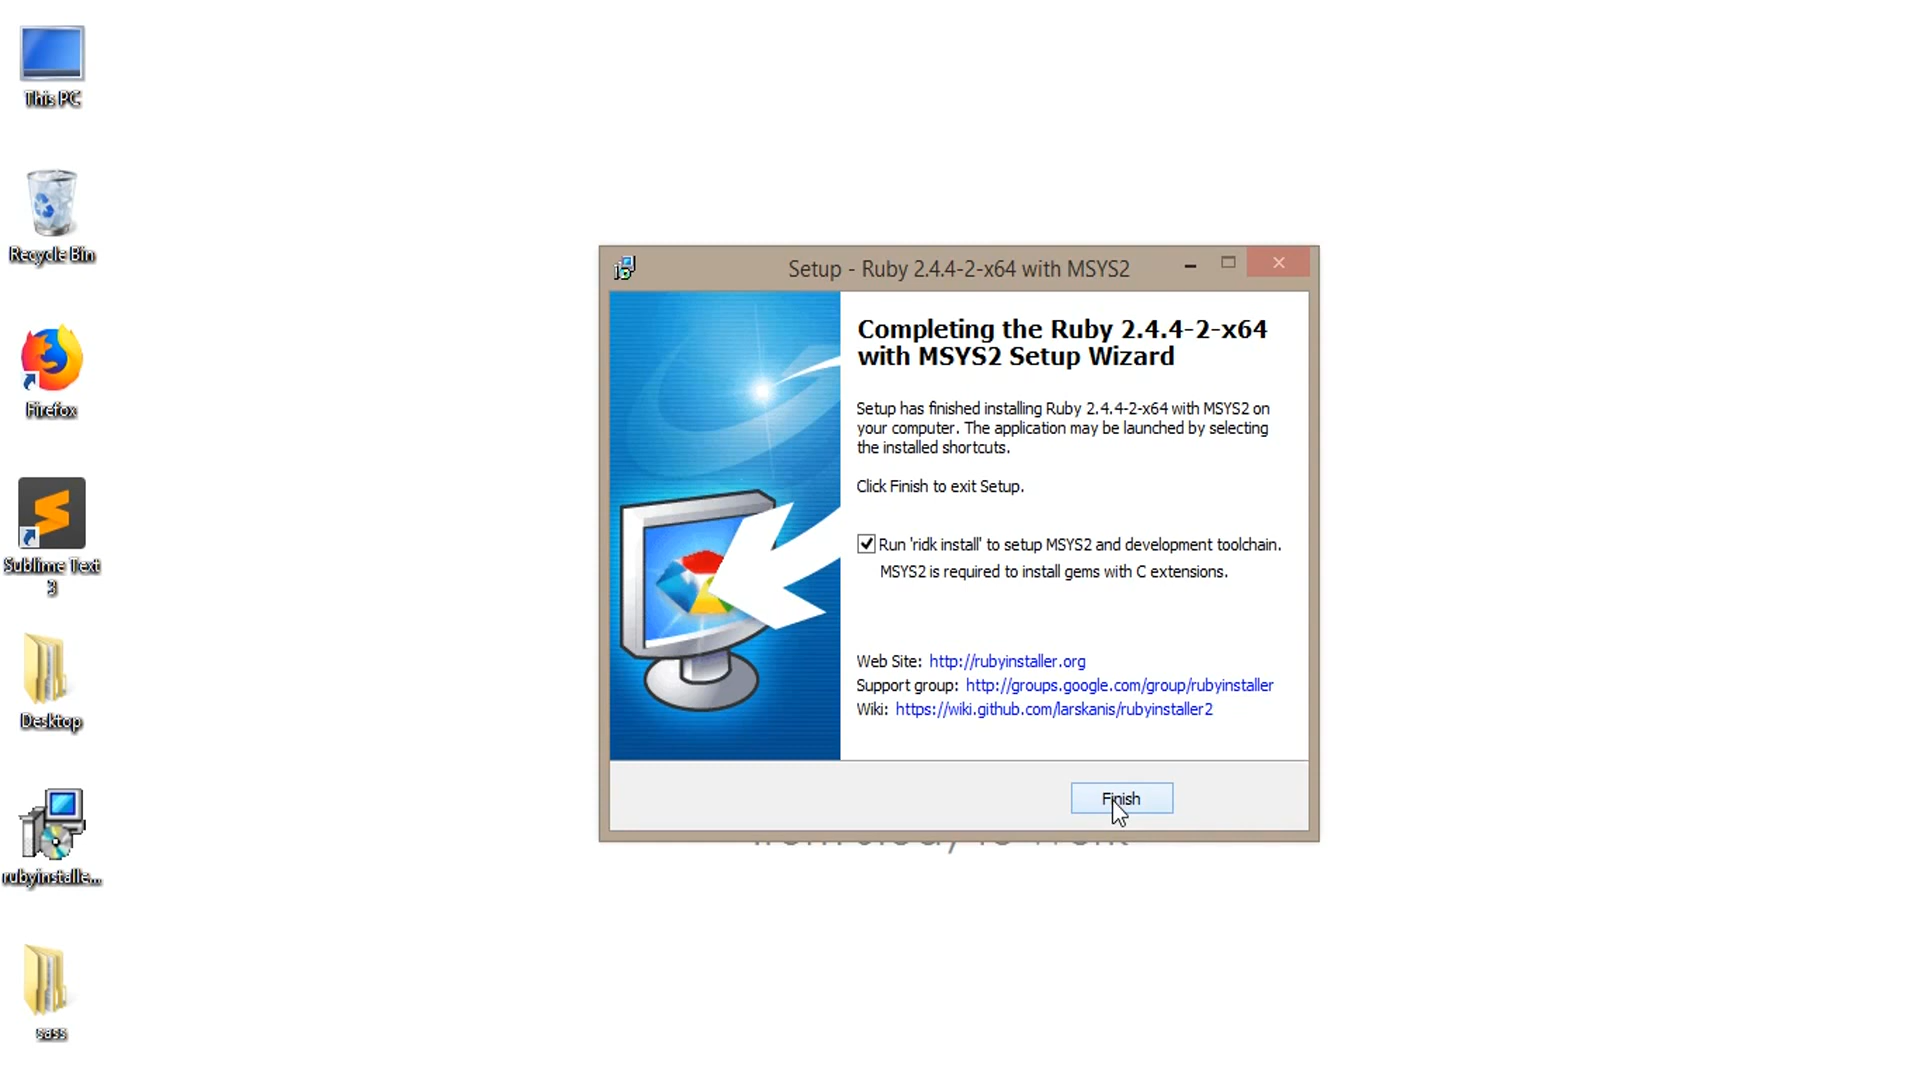 This PC
Recycle Bin
Firefox
Sublime Text
3
Desktop
rubyinstalle...
sass
Setup - Ruby 2.4.4-2-x64 with MSYS2
Completing the Ruby 2.4.4-2-x64
with MSYS2 Setup Wizard
Setup has finished installing Ruby 2.4.4-2-x64 with MSYS2 on
your computer. The application may be launched by selecting
the installed shortcuts.
Click Finish to exit Setup.
Run 'ridk install' to setup MSYS2 and development toolchain.
MSYS2 is required to install gems with C extensions.
Web Site: http://rubyinstaller.org
Support group: http://groups.google.com/group/rubyinstaller
Wiki: https://wiki.github.com/larskanis/rubyinstaller2
Finish